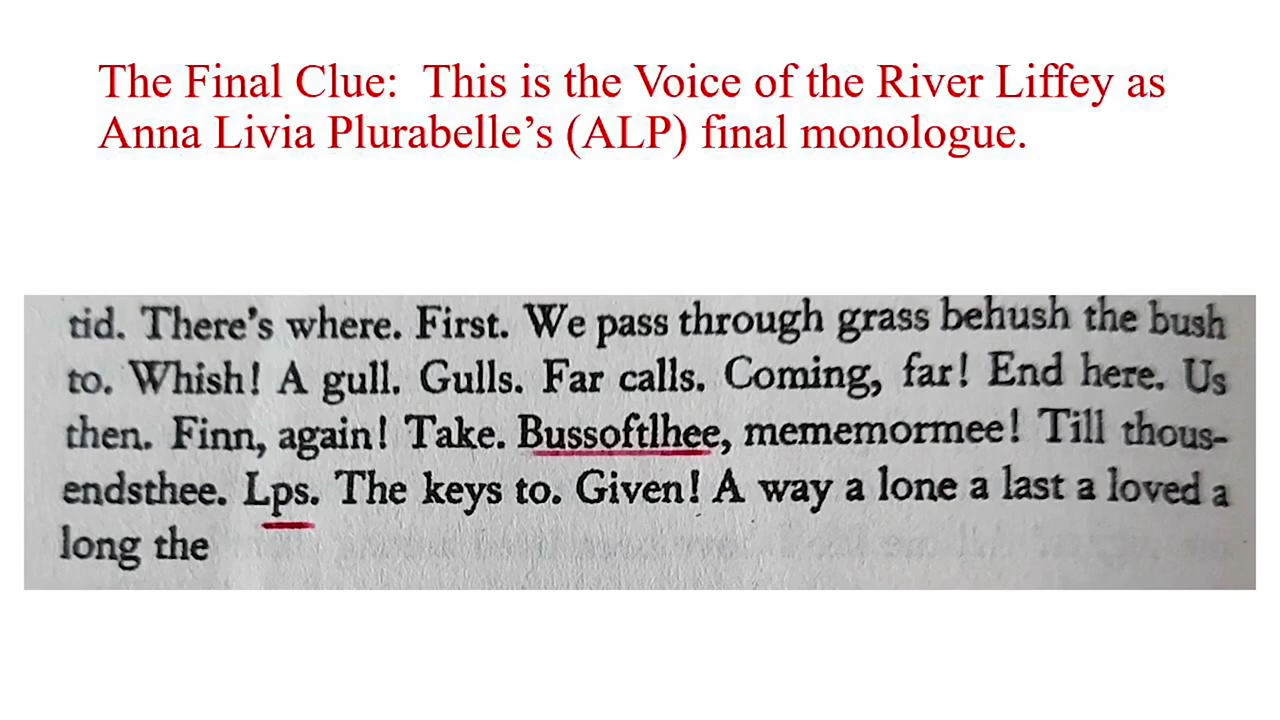 The Final Clue:  This is the Voice of the River Liffey as
Anna Livia Plurabelle’s (ALP) final monologue.
tid. There's where. First. We pass through grass behush the bush
to. Whish! A gull. Gulls. Far calls. Coming, far! End here. Us
then. Finn, again! Take. Bussoftlhee, mememormee! Till thous-
endsthee. Lps. The keys to. Given! A way a lone a last a loved a
long the